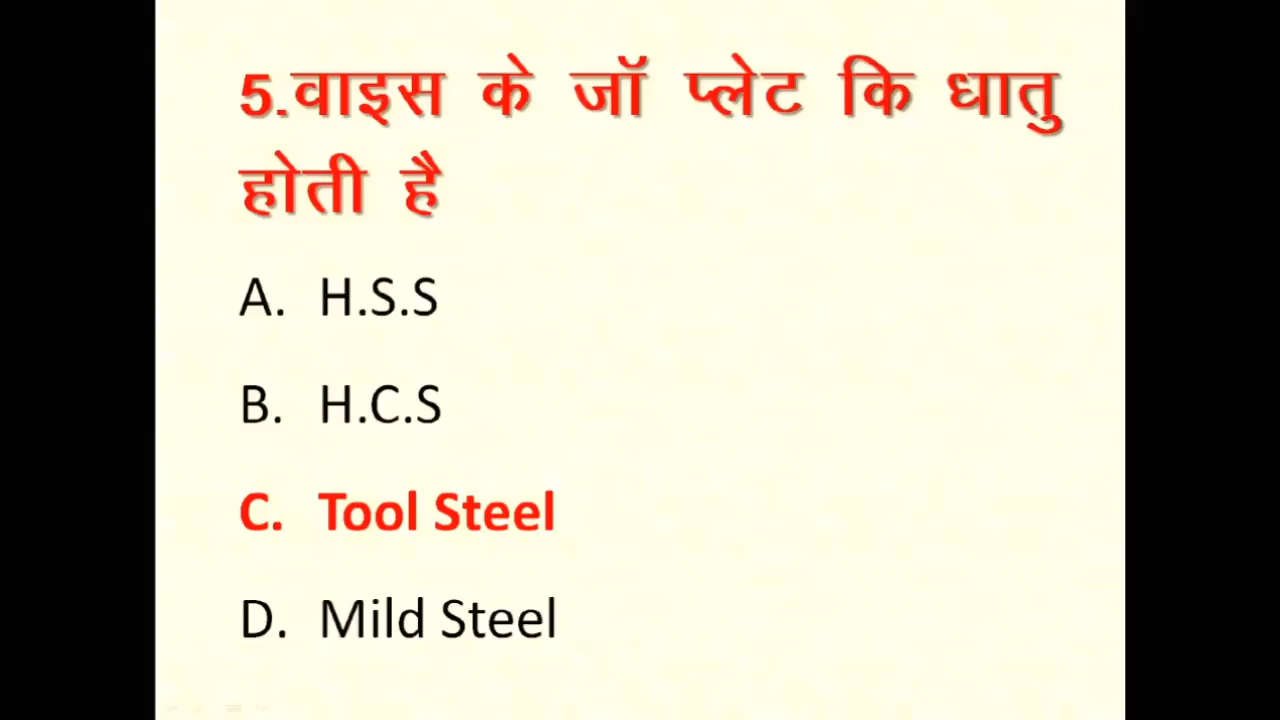 5.वाइस के जॉ प्लेट कि धातु
होती है
A. H.S.S
B. H.C.S
C. Tool Steel
D. Mild Steel